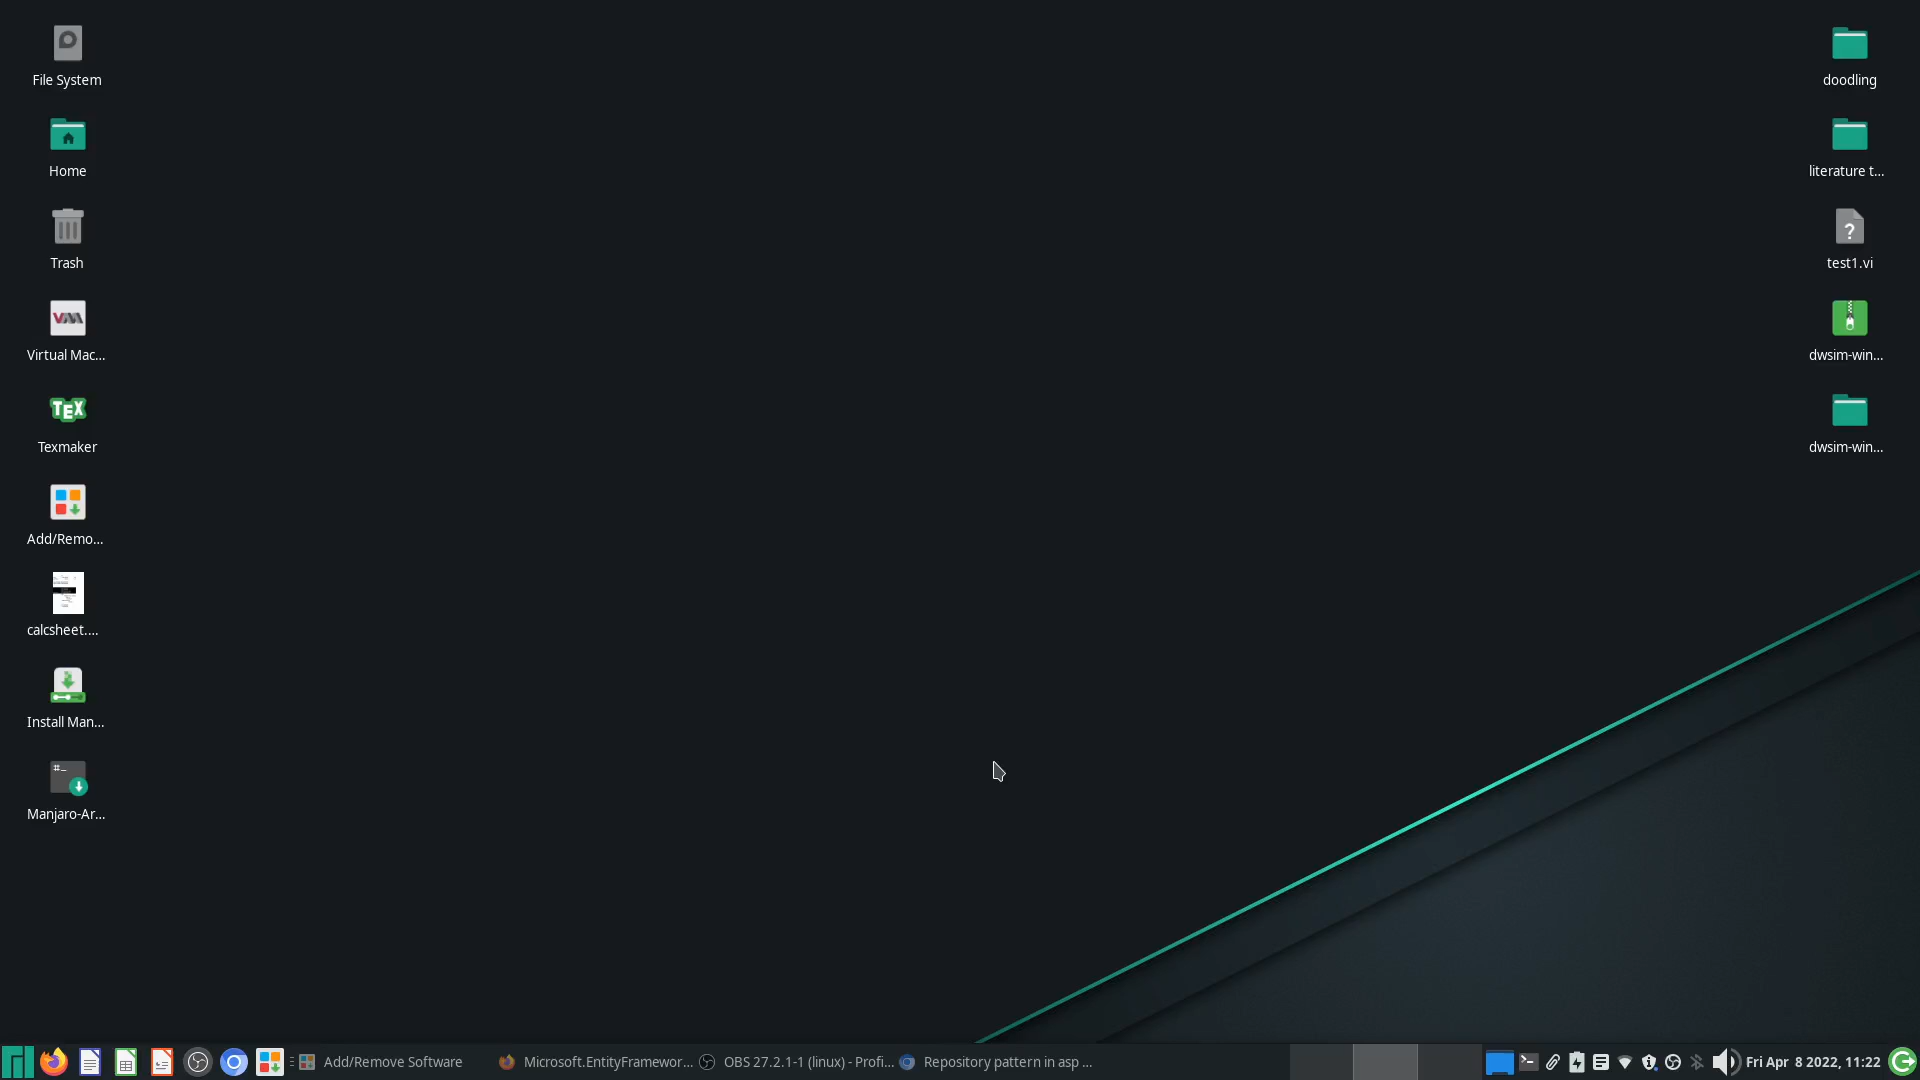 File System
Home
Trash
Virtual Mac...
TEX
Texmaker
Add/Remo...
calcsheet....
Install Man...
#_
Manjaro-Ar...
doodling
literature t...
?
test1.vi
dwsim-win...
dwsim-win...
Add/Remove Software
Microsoft.EntityFramewor...
OBS 27.2.1-1 (linux) - Profi...
Repository pattern in asp ...
Fri Apr 8 2022, 11:22